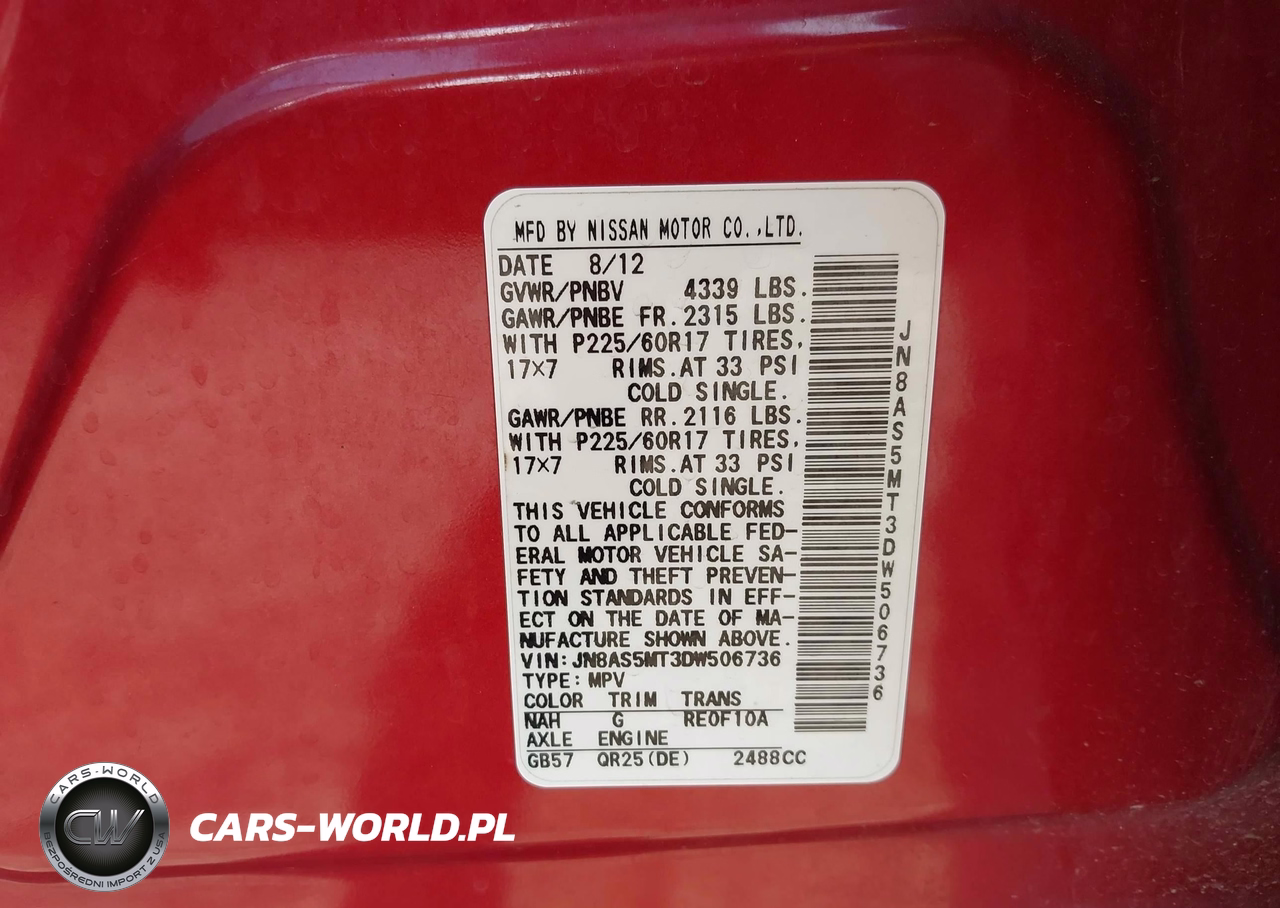 MFD BY NISSAN MOTOR CO.,LTD.
DATE 8/12
GVWR/PNBV 4339 LBS.
GAWR/PNBE FR. 2315 LBS.
WITH P225/60R17 TIRES,
17×7 RIMS. AT 33 PSI
COLD SINGLE.
GAWR/PNBE RR. 2116 LBS.
WITH P225/60R17 TIRES,
17×7 RIMS. AT 33 PSI
COLD SINGLE.
THIS VEHICLE CONFORMS
TO ALL APPLICABLE FED-
ERAL MOTOR VEHICLE SA-
FETY AND THEFT PREVEN-
TION STANDARDS IN EFF-
ECT ON THE DATE OF MA-
NUFACTURE SHOWN ABOVE.
VIN: JN8AS5MT3DW506736
TYPE: MPV
COLOR TRIM TRANS
NAH G RE0F10A
AXLE ENGINE
GB57 QR25(DE) 2488CC
JN8AS5MT3DW506736
CARS-WORLD
CW
BEZPOŚREDNI IMPORT Z USA
CARS-WORLD.PL